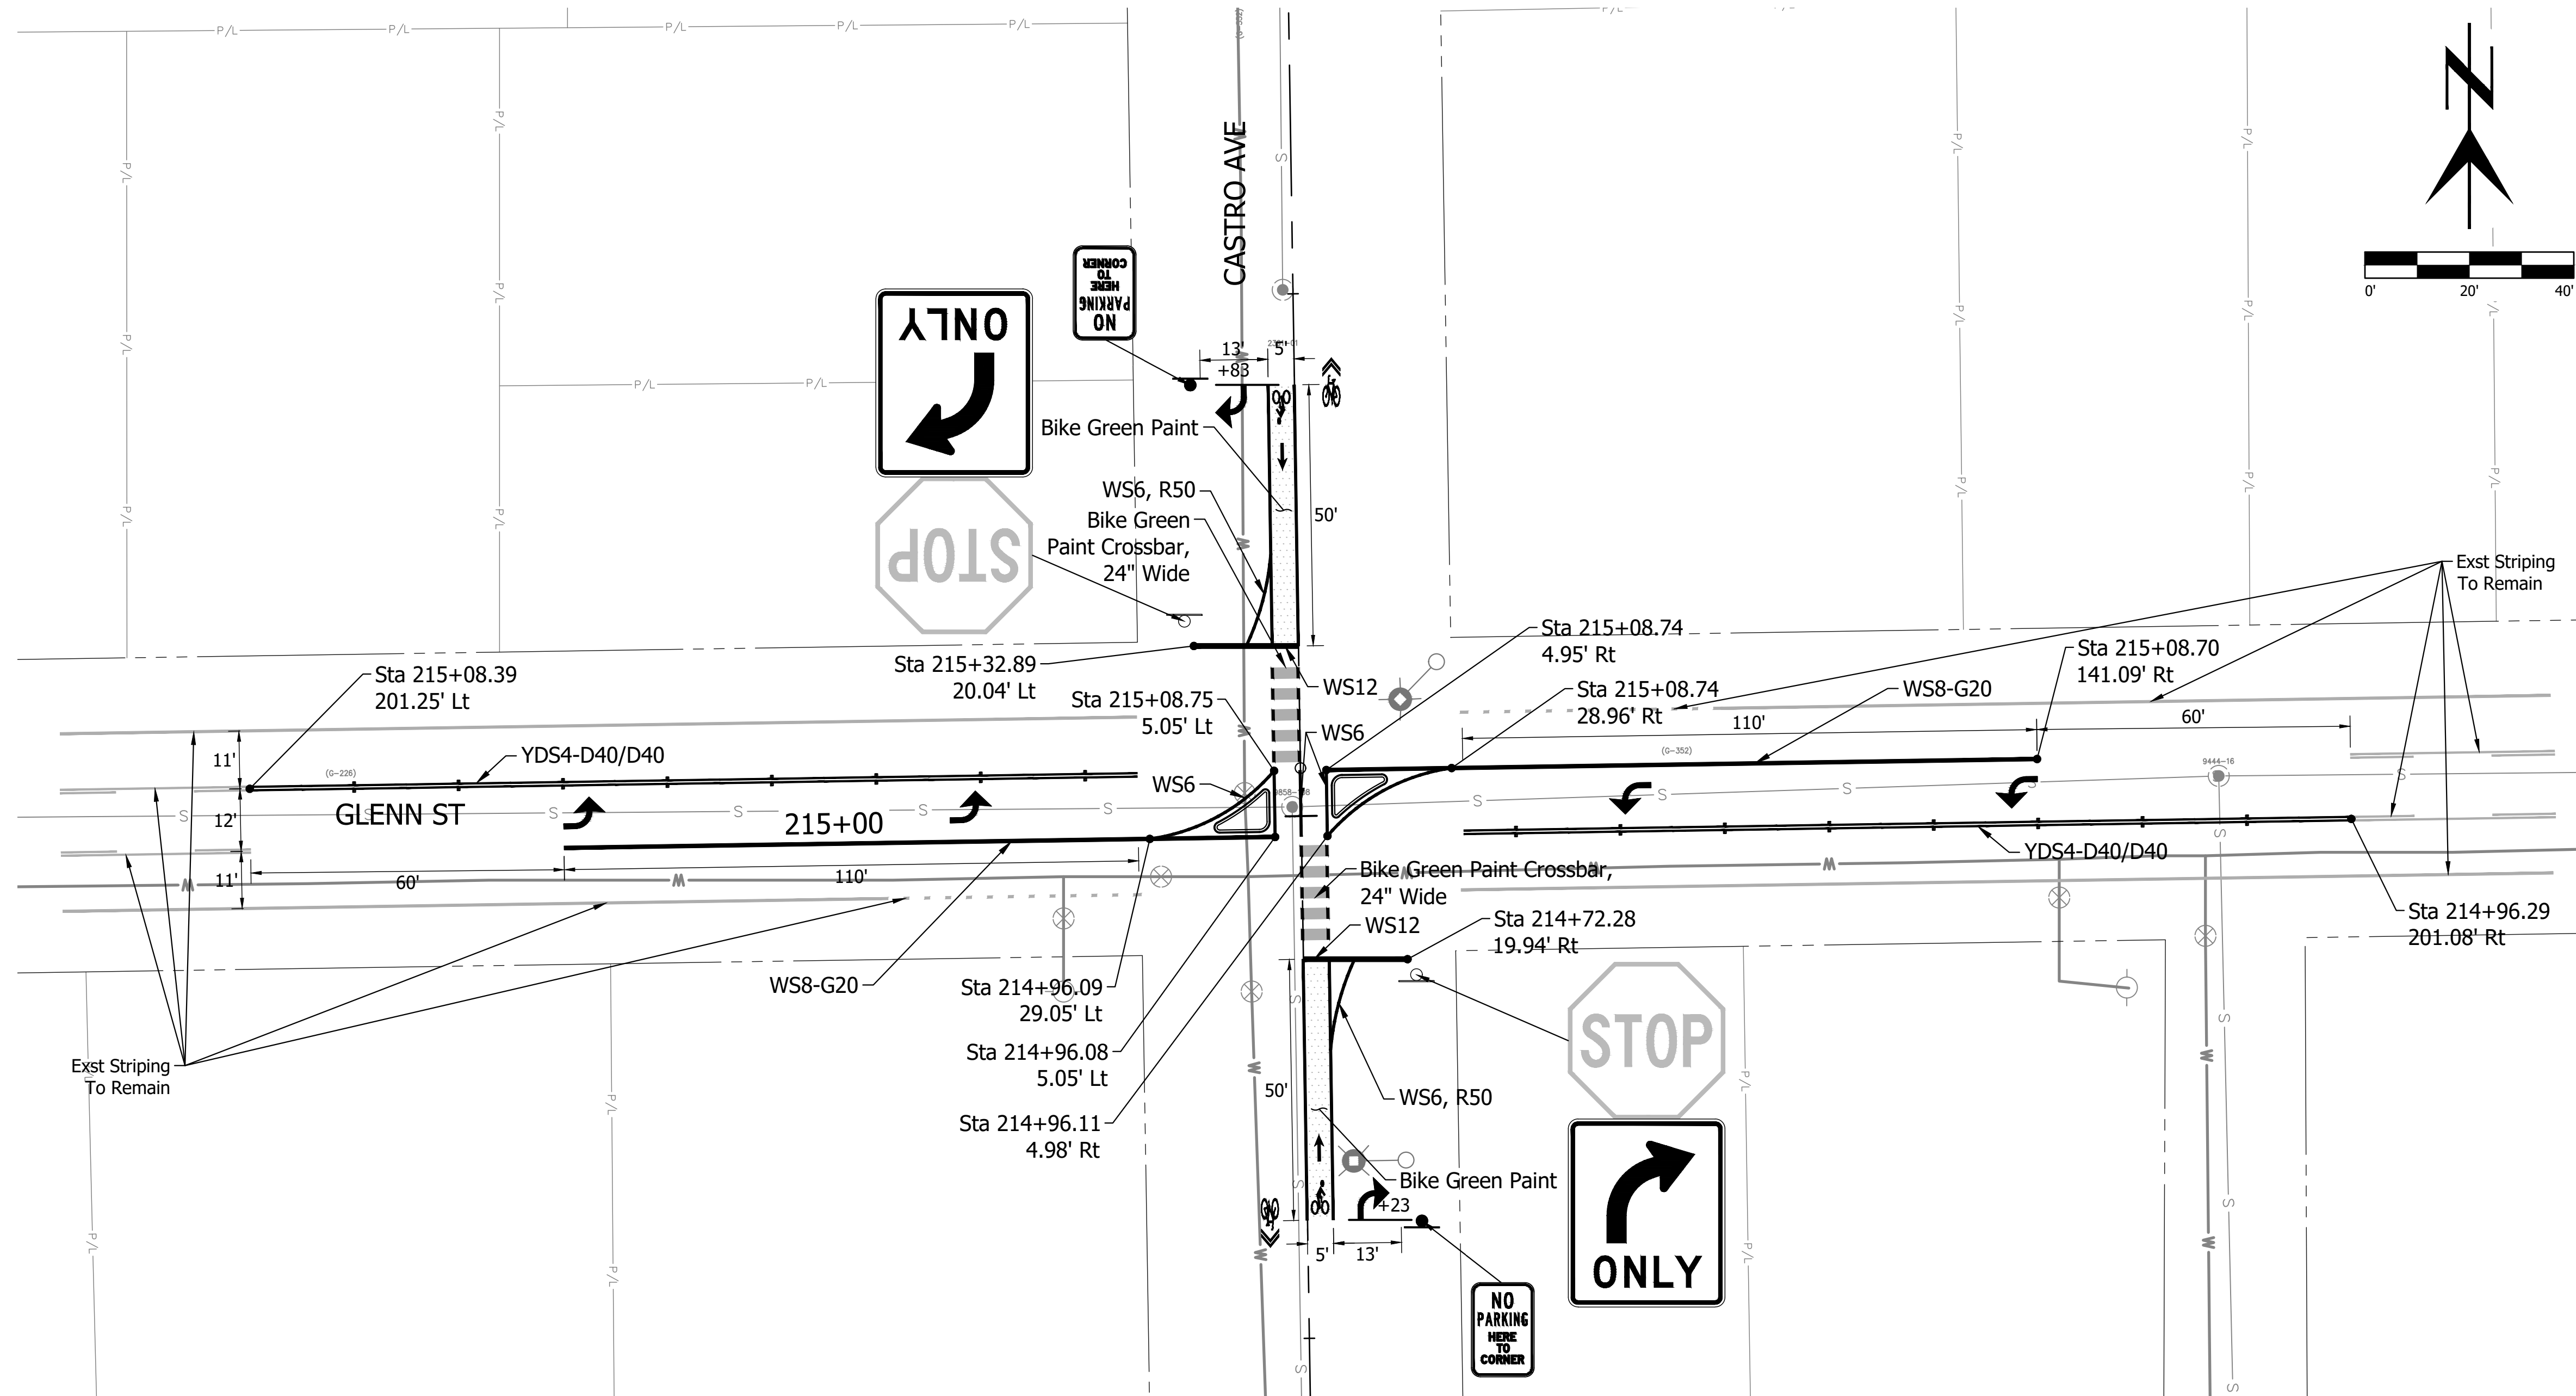 P/L P/L P/L P/L P/L
P/L P/L
CASTRO AVE
NO
PARKING
HERE
TO
CORNER
ONLY
STOP
0' 20' 40'
13' 5'
+83
Bike Green Paint
WS6, R50
Bike Green
Paint Crossbar,
24" Wide
50'
Sta 215+32.89
20.04' Lt
Sta 215+08.75
5.05' Lt
WS12
WS6
WS6
Sta 215+08.74
4.95' Rt
Sta 215+08.74
28.96' Rt
WS8-G20
Sta 215+08.70
141.09' Rt
Exst Striping
To Remain
110'
60'
(G-352)
9444-16
Sta 215+08.39
201.25' Lt
YDS4-D40/D40
(G-226)
11'
12'
11'
GLENN ST
215+00
60'
110'
YDS4-D40/D40
Sta 214+96.29
201.08' Rt
Bike Green Paint Crossbar,
24" Wide
WS12
Sta 214+72.28
19.94' Rt
WS8-G20
Sta 214+96.09
29.05' Lt
Sta 214+96.08
5.05' Lt
Sta 214+96.11
4.98' Rt
Exst Striping
To Remain
50'
WS6, R50
STOP
ONLY
Bike Green Paint
+23
5' 13'
NO
PARKING
HERE
TO
CORNER